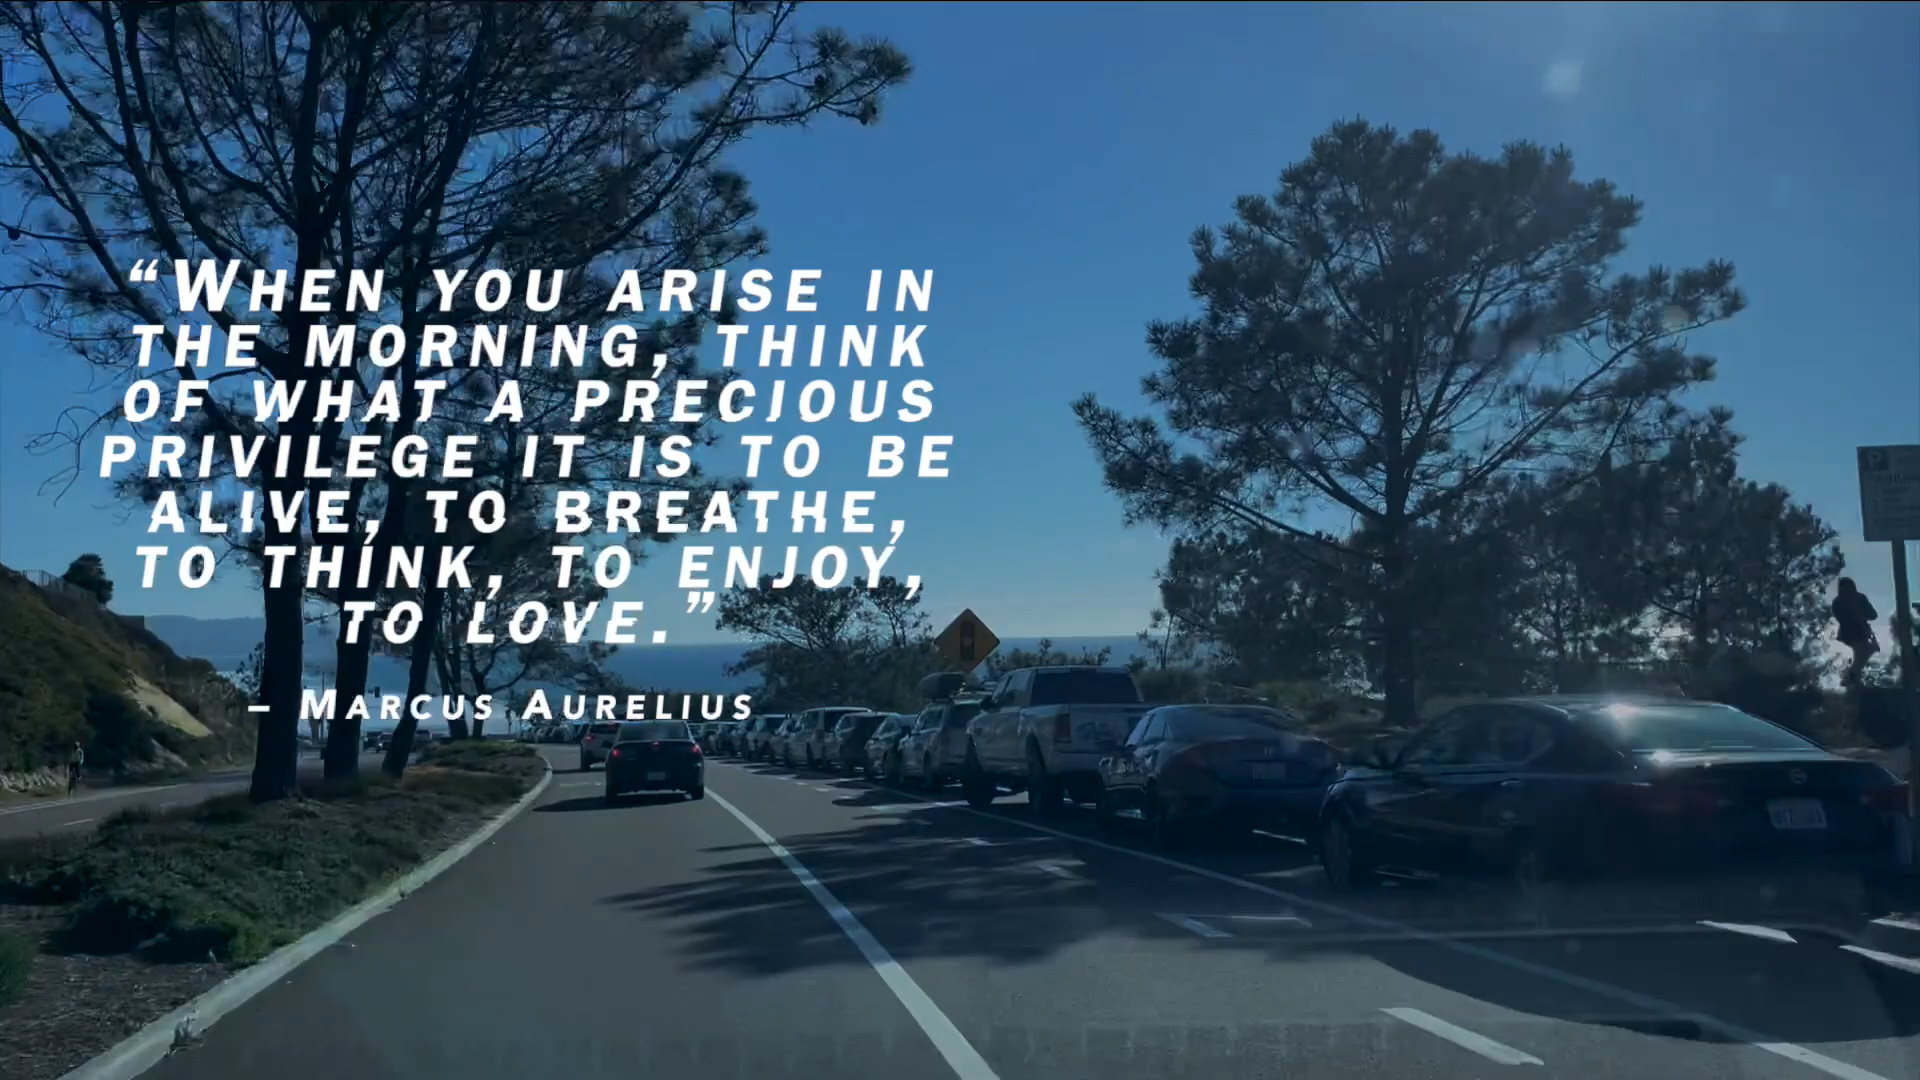 “WHEN YOU ARISE IN
THE MORNING, THINK
OF WHAT A PRECIOUS
PRIVILEGE IT IS TO BE
ALIVE, TO BREATHE,
TO THINK, TO ENJOY,
TO LOVE.”
– MARCUS AURELIUS
P